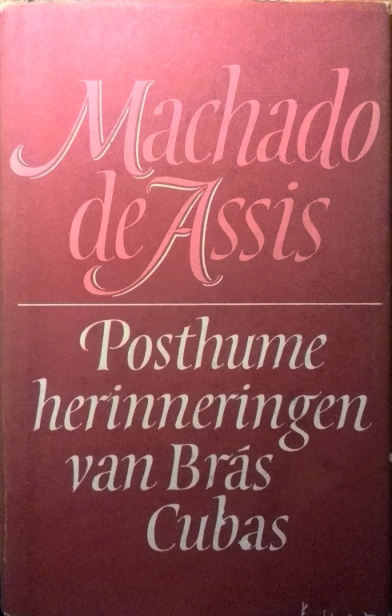 Machado
de Assis
Posthume
herinneringen
van Brás
Cubas